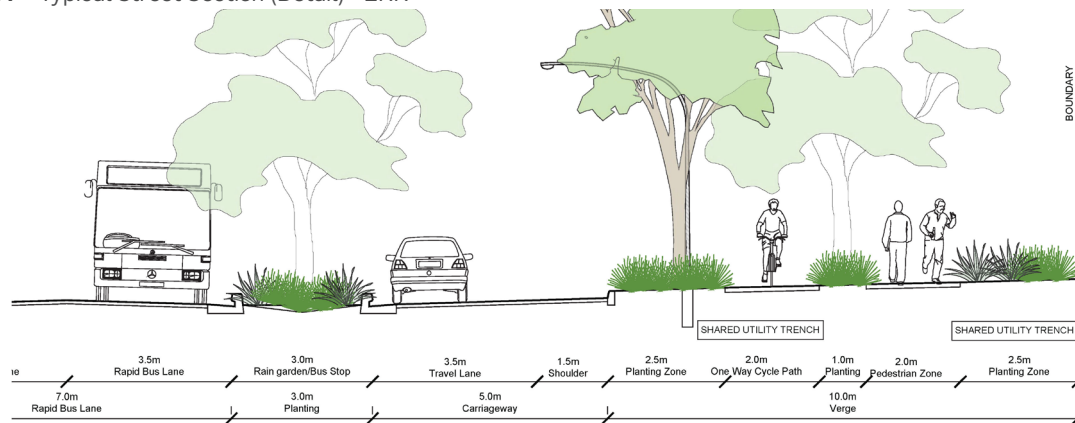 Typical Street Section (Detail)
BOUNDARY
SHARED UTILITY TRENCH
SHARED UTILITY TRENCH
3.5m
Rapid Bus Lane
3.0m
Rain garden/Bus Stop
3.5m
Travel Lane
1.5m
Shoulder
2.5m
Planting Zone
2.0m
One Way Cycle Path
1.0m
Planting
2.0m
Pedestrian Zone
2.5m
Planting Zone
7.0m
Rapid Bus Lane
3.0m
Planting
5.0m
Carriageway
10.0m
Verge